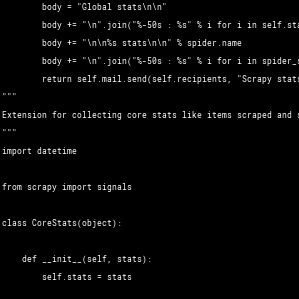 body = "Global stats\n\n"
body += "\n".join("%-50s : %s" % i for i in self.sta
body += "\n\n%s stats\n\n" % spider.name
body += "\n".join("%-50s : %s" % i for i in spider_s
return self.mail.send(self.recipients, "Scrapy stats
"""
Extension for collecting core stats like items scraped and s
"""
import datetime
from scrapy import signals
class CoreStats(object):
def __init__(self, stats):
self.stats = stats